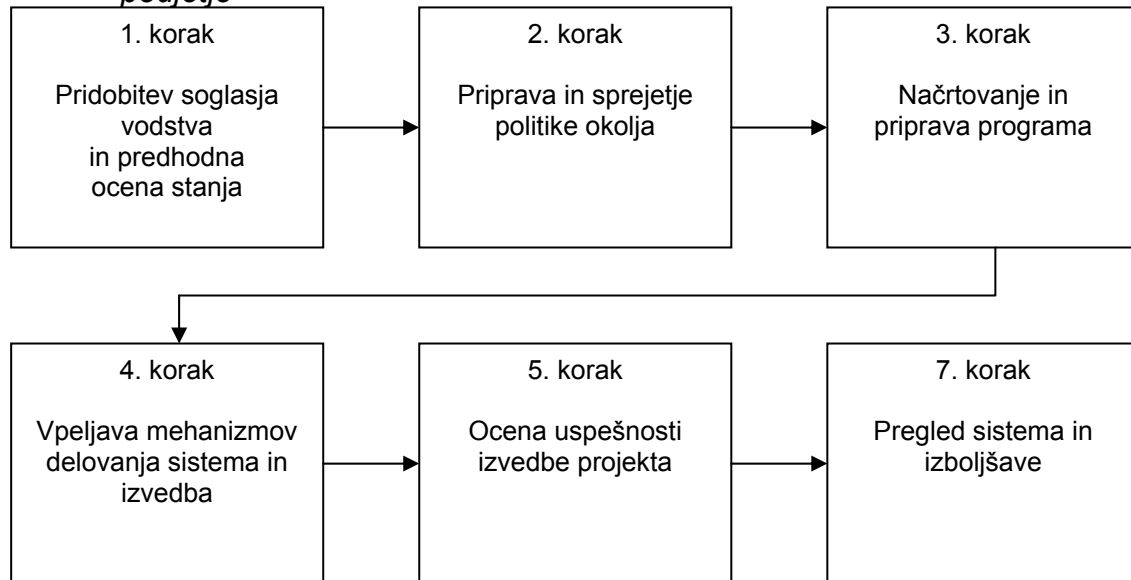 podjetje
1. korak
Pridobitev soglasja
vodstva
in predhodna
ocena stanja
2. korak
Priprava in sprejetje
politike okolja
3. korak
Načrtovanje in
priprava programa
4. korak
Vpeljava mehanizmov
delovanja sistema in
izvedba
5. korak
Ocena uspešnosti
izvedbe projekta
7. korak
Pregled sistema in
izboljšave